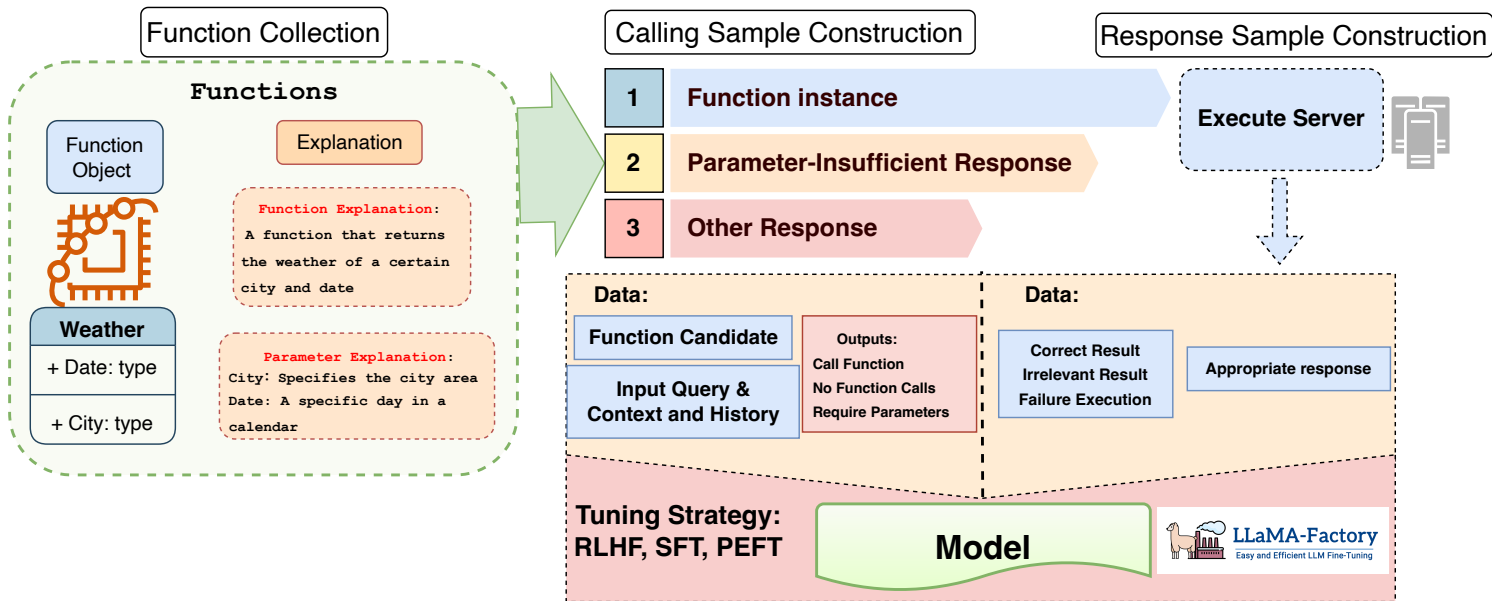 Function Collection
Functions
Function
Object
Explanation
Function Explanation:
A function that returns
the weather of a certain
city and date
Weather
+ Date: type
+ City: type
Parameter Explanation:
City: Specifies the city area
Date: A specific day in a
calendar
Calling Sample Construction
1
Function instance
2
Parameter-Insufficient Response
3
Other Response
Response Sample Construction
Execute Server
Data:
Function Candidate
Input Query &
Context and History
Outputs:
Call Function
No Function Calls
Require Parameters
Data:
Correct Result
Irrelevant Result
Failure Execution
Appropriate response
Tuning Strategy:
RLHF, SFT, PEFT
Model
LLaMA-Factory
Easy and Efficient LLM Fine-Tuning